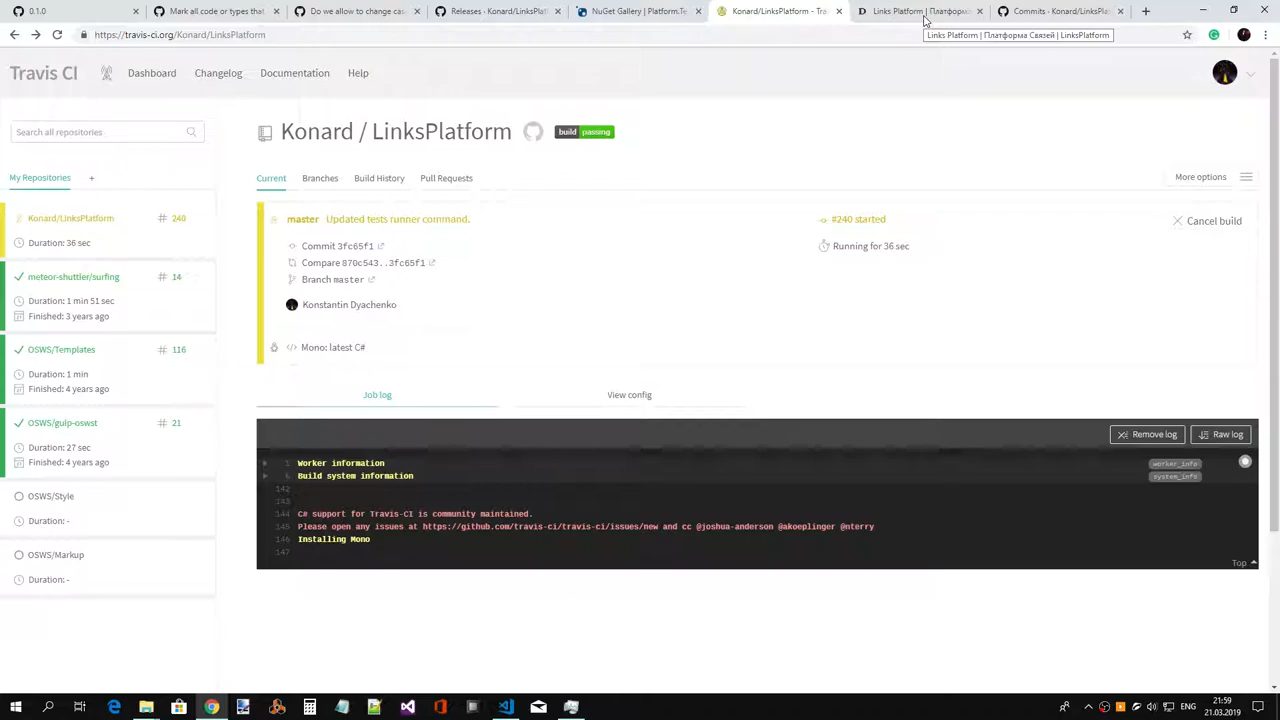 0.1.0
Mark all code or types that allow
Releases · Konard/LinksPlat
NuGet Gallery | Platform.Te
Konard/LinksPlatform - Tra
Links Platform | Платформа
Commits · Konard/LinksPlat
https://travis-ci.org/Konard/LinksPlatform
Links Platform | Платформа Связей | LinksPlatform
Travis CI
Dashboard
Changelog
Documentation
Help
Search all repositories
Konard / LinksPlatform
build passing
My Repositories +
Current
Branches
Build History
Pull Requests
More options
Konard/LinksPlatform # 240
Duration: 36 sec
master Updated tests runner command.
#240 started
Cancel build
Commit 3fc65f1
Running for 36 sec
Compare 870c543..3fc65f1
Branch master
Konstantin Dyachenko
Mono: latest C#
meteor-shuttler/surfing # 14
Duration: 1 min 51 sec
Finished: 3 years ago
OSWS/Templates # 116
Duration: 1 min
Finished: 4 years ago
OSWS/gulp-oswst # 21
Duration: 27 sec
Finished: 4 years ago
OSWS/Style
Duration: -
OSWS/Markup
Duration: -
Job log
View config
Remove log
Raw log
1 Worker information worker_info
6 Build system information system_info
142
143
144 C# support for Travis-CI is community maintained.
145 Please open any issues at https://github.com/travis-ci/travis-ci/issues/new and cc @joshua-anderson @akoeplinger @nterry
146 Installing Mono
147
Top
ENG
21:59
21.03.2019